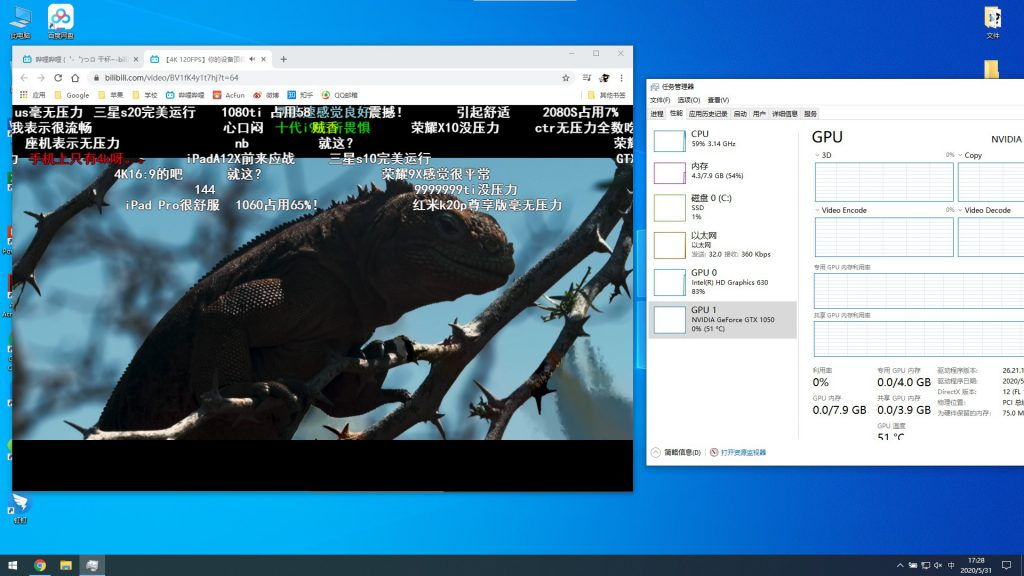 此电脑
百度网盘
文件
哔哩哔哩 (゜-゜)つロ 干杯~-bili
【4K 120FPS】你的设备顶
bilibili.com/video/BV1fK4y1t7hj?t=64
应用 Google 苹果 学校 哔哩哔哩 AcFun 微博 知乎 QQ邮箱 其他书签
us毫无压力 三星s20完美运行 1080ti 占用58 感觉良好 震撼！ 引起舒适 2080S占用7%
我表示很流畅 心口闷 十代i9 贼香 畏惧 荣耀X10没压力 ctr无压力全数吃
座机表示无压力 nb 就这？ 荣耀
手机上只有4k呀。 iPadA12X前来应战 三星s10完美运行 GT
4K16:9的吧 就这？ 荣耀9X感觉很平常
144 9999999ti没压力
iPad Pro很舒服 1060占用65%！ 红米k20p尊享版毫无压力
任务管理器
文件(F) 选项(O) 查看(V)
进程 性能 应用历史记录 启动 用户 详细信息 服务
CPU
59% 3.14 GHz
内存
4.3/7.9 GB (54%)
磁盘 0 (C:)
SSD
1%
以太网
以太网
发送: 32.0 接收: 360 Kbps
GPU 0
Intel(R) HD Graphics 630
83%
GPU 1
NVIDIA GeForce GTX 1050
0% (51 °C)
GPU NVIDIA
3D 0% Copy
Video Encode 0% Video Decode
专用 GPU 内存利用率
共享 GPU 内存利用率
利用率
0%
GPU 内存
0.0/7.9 GB
专用 GPU 内存
0.0/4.0 GB
共享 GPU 内存
0.0/3.9 GB
GPU 温度
51 °C
驱动程序版本: 26.21.1
驱动程序日期: 2020/5
DirectX 版本: 12 (FL
物理位置: PCI 总
为硬件保留的内存: 75.0 M
简略信息(D) 打开资源监视器
钉钉
中
17:28
2020/5/31